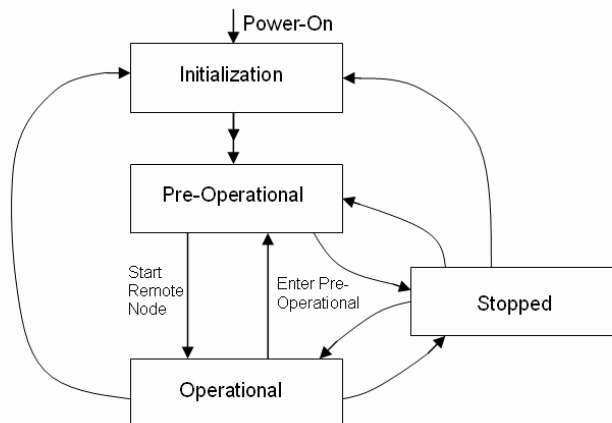 Power-On
Initialization
Pre-Operational
Start
Remote
Node
Enter Pre-
Operational
Stopped
Operational